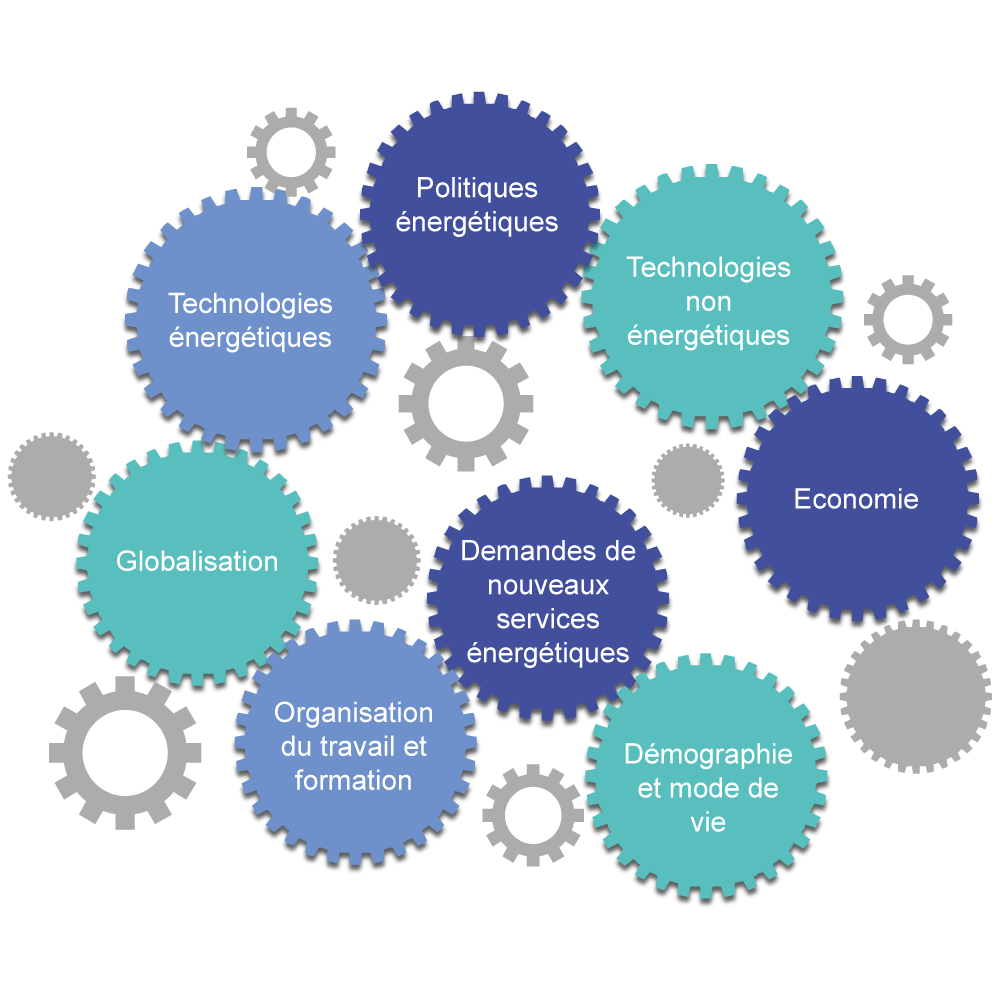 Politiques
énergétiques
Technologies
énergétiques
Technologies
non
énergétiques
Economie
Globalisation
Demandes de
nouveaux
services
énergétiques
Organisation
du travail et
formation
Démographie
et mode de
vie